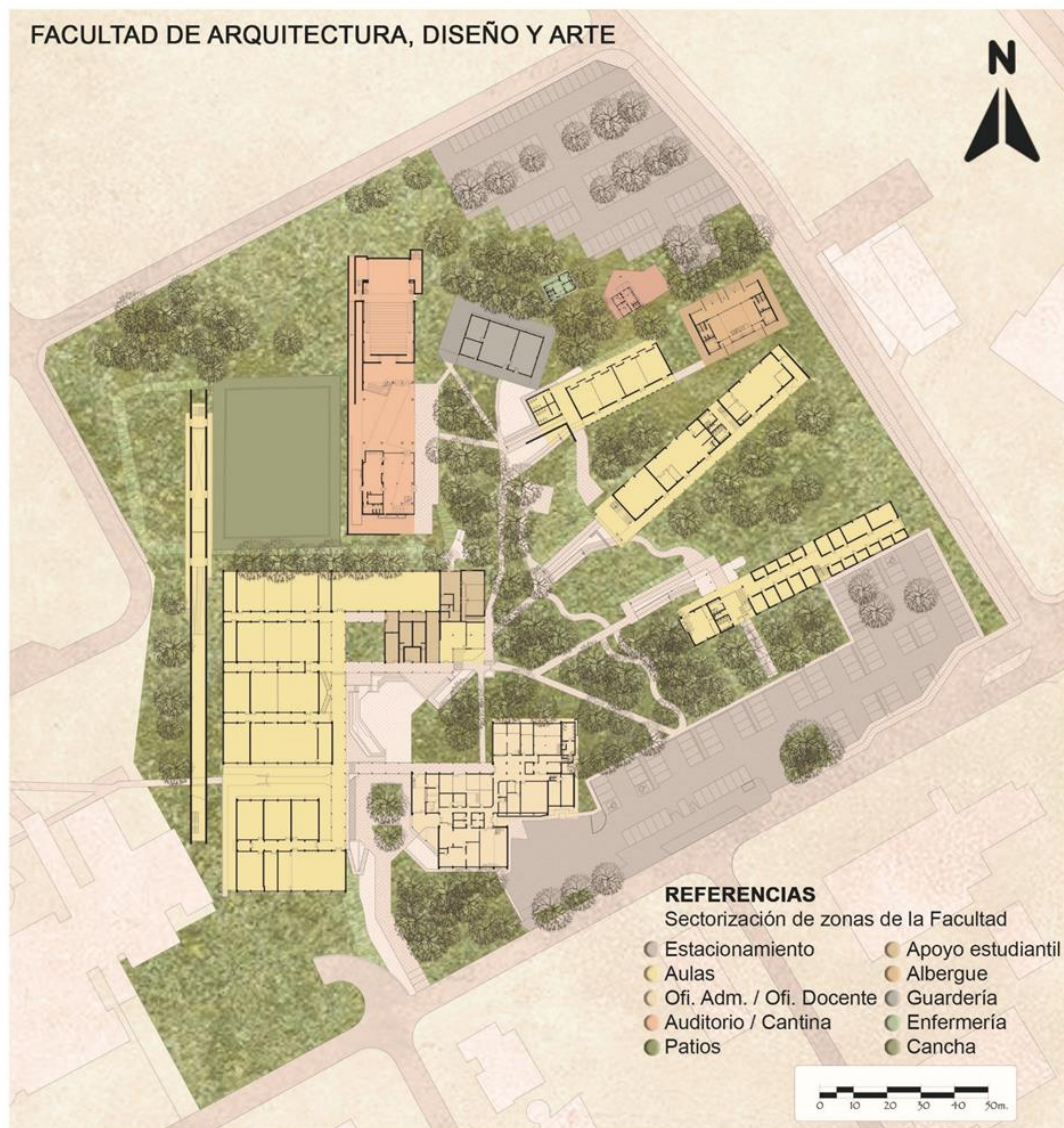 FACULTAD DE ARQUITECTURA, DISEÑO Y ARTE
N
REFERENCIAS
Sectorización de zonas de la Facultad
Estacionamiento
Aulas
Ofi. Adm. / Ofi. Docente
Auditorio / Cantina
Patios
Apoyo estudiantil
Albergue
Guardería
Enfermería
Cancha
0 10 20 30 40 50m.